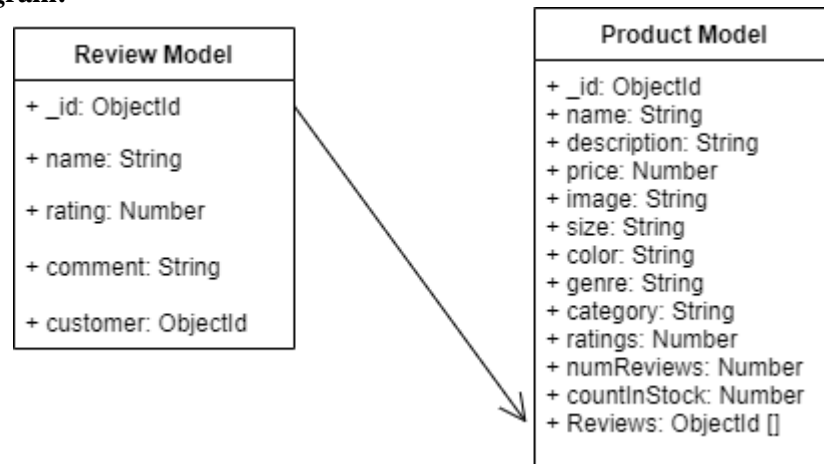 gram:
Review Model
+ _id: ObjectId
+ name: String
+ rating: Number
+ comment: String
+ customer: ObjectId
Product Model
+ _id: ObjectId
+ name: String
+ description: String
+ price: Number
+ image: String
+ size: String
+ color: String
+ genre: String
+ category: String
+ ratings: Number
+ numReviews: Number
+ countInStock: Number
+ Reviews: ObjectId []